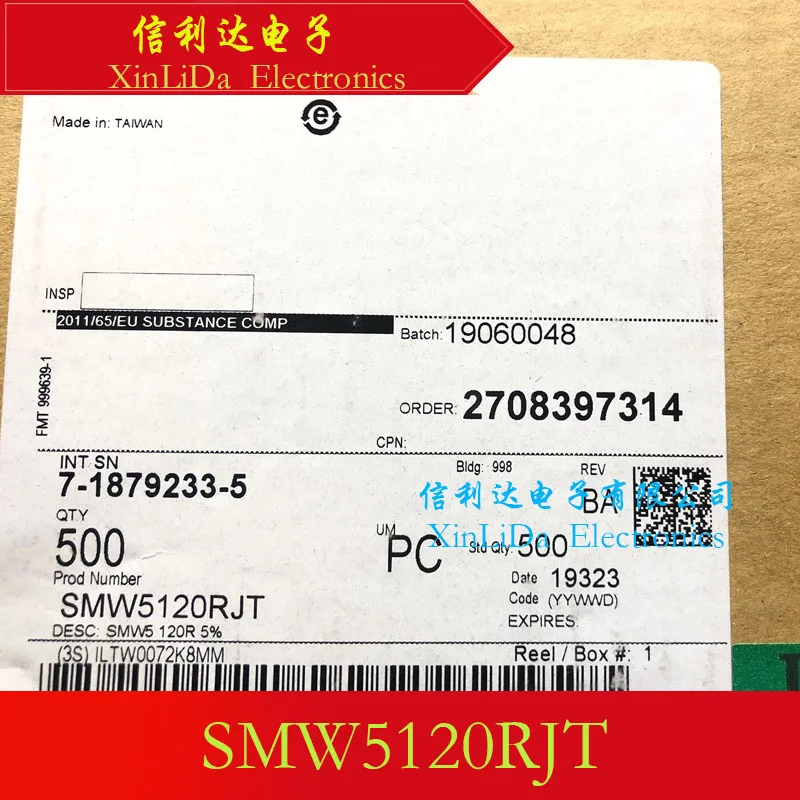 信利达电子
XinLiDa Electronics
Made in: TAIWAN
e
INSP
2011/65/EU SUBSTANCE COMP
Batch: 19060048
FMT 999639-1
ORDER: 2708397314
CPN:
INT SN
7-1879233-5
Bldg: 998
REV
BA
信利达电子有限公司
XinLiDa Electronics
QTY
500
UM
PC
Std Qty: 500
Prod Number
SMW5120RJT
Date 19323
Code (YYWWD)
DESC: SMW5 120R 5%
EXPIRES:
(3S) ILTW0072K8MM
Reel / Box #: 1
SMW5120RJT